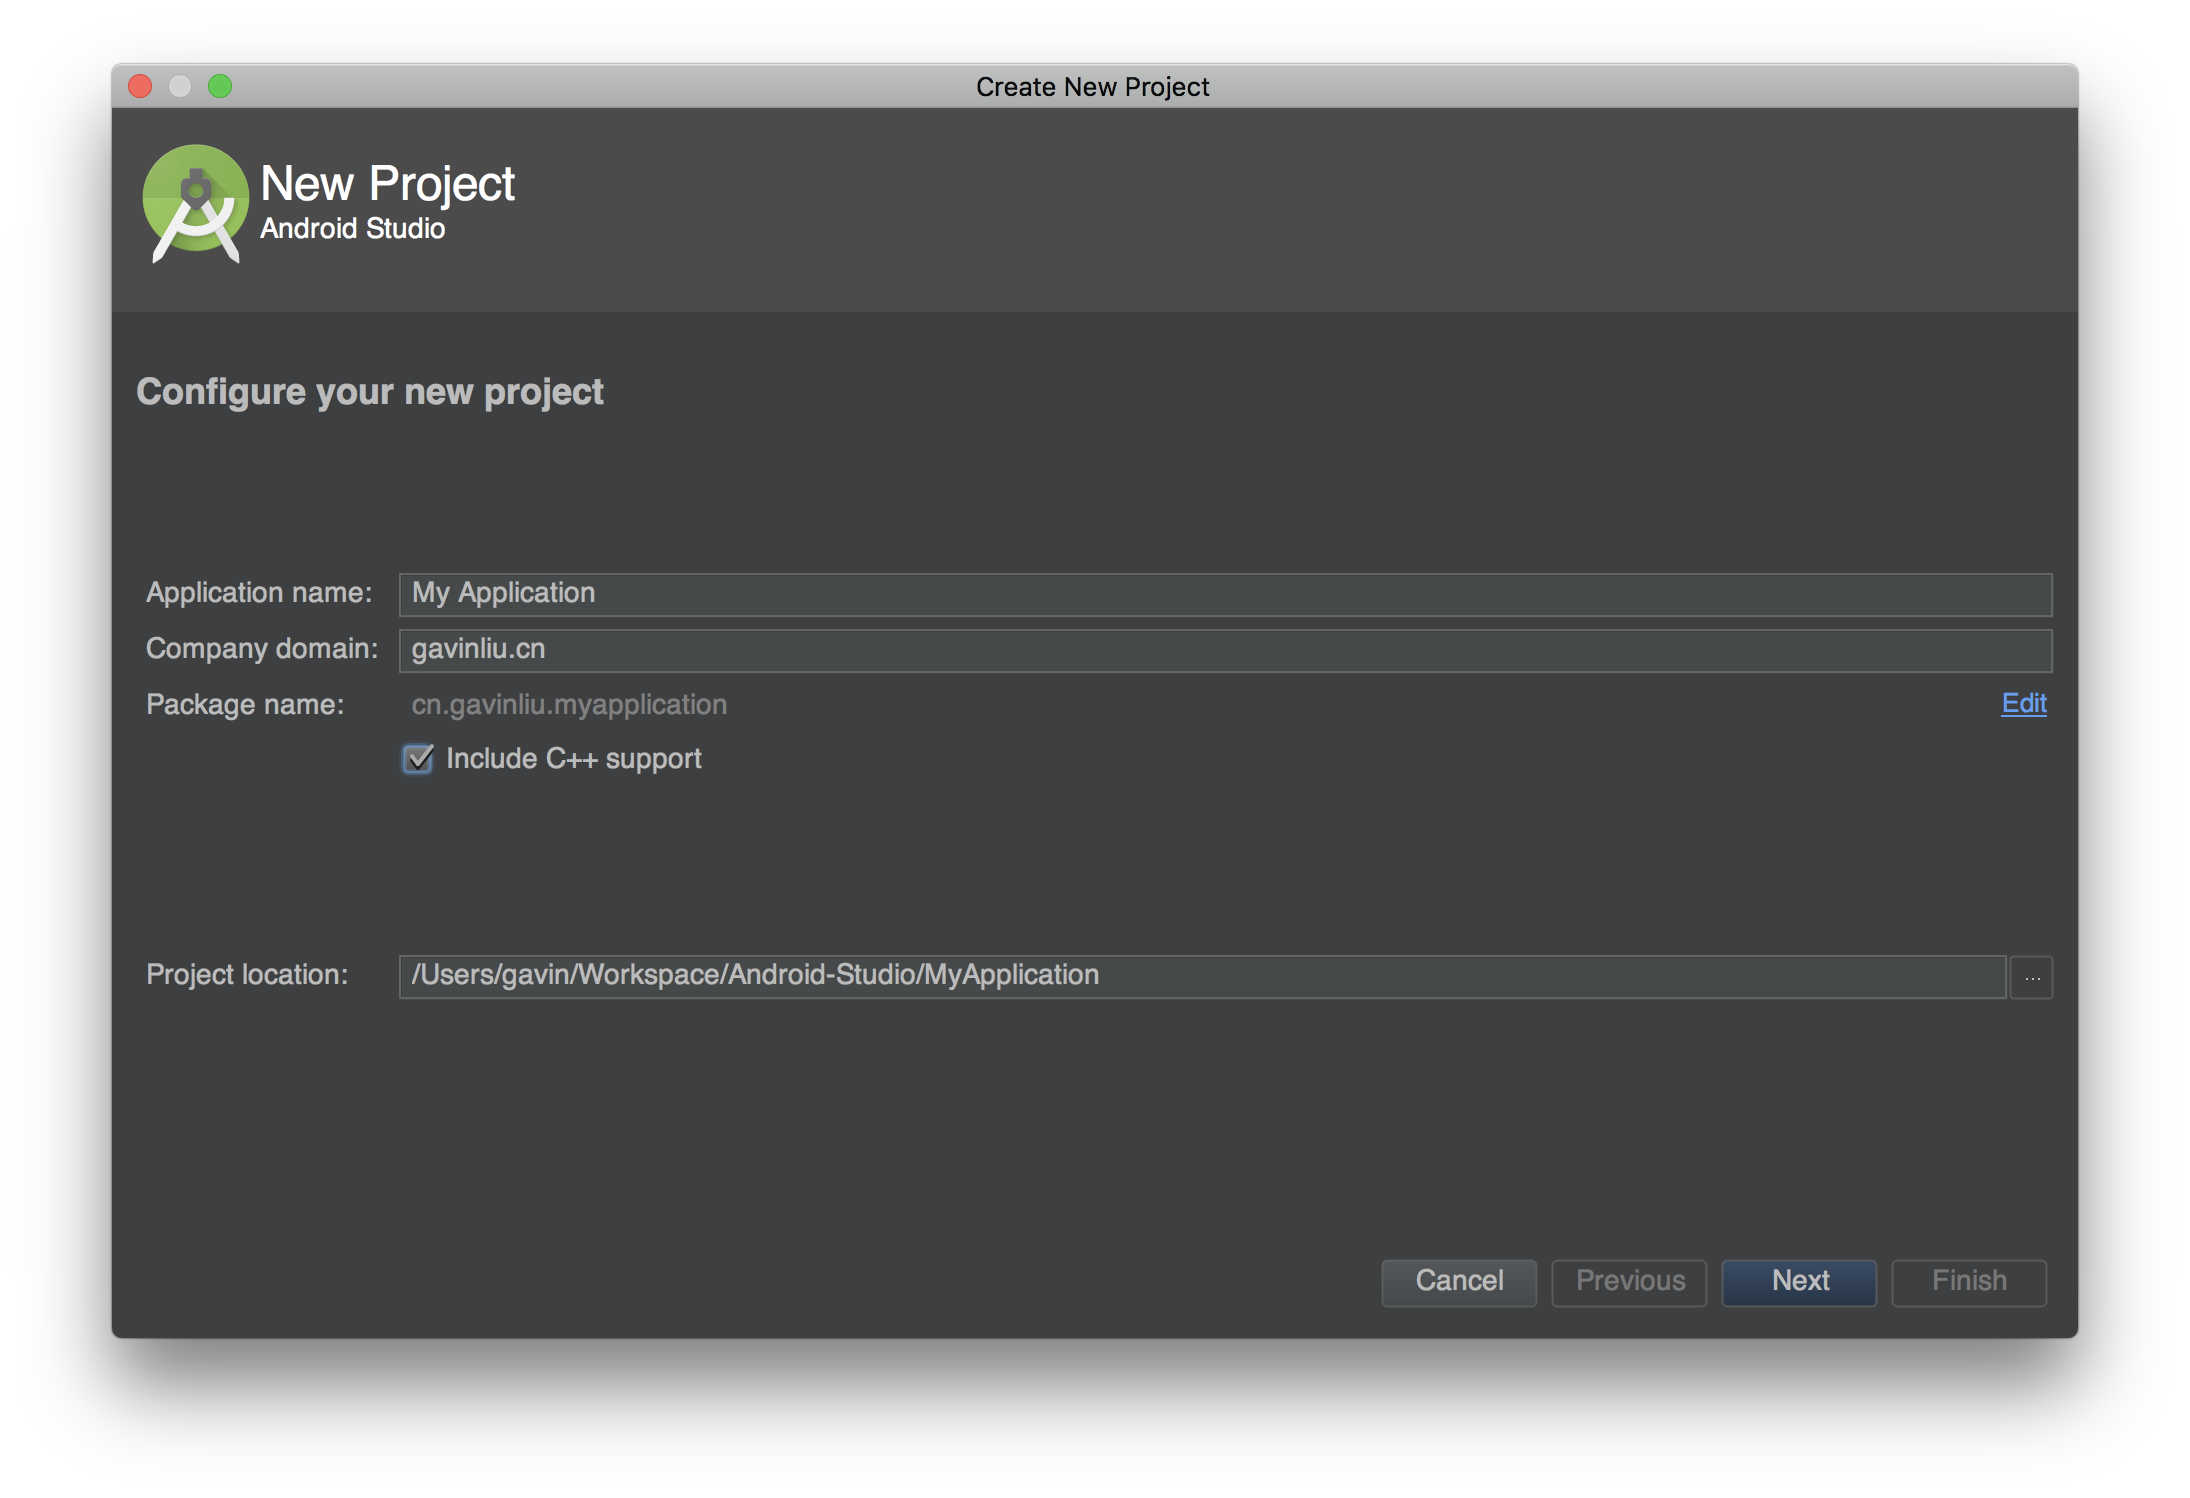 Create New Project
New Project
Android Studio
Configure your new project
Application name: My Application
Company domain: gavinliu.cn
Package name: cn.gavinliu.myapplication Edit
Include C++ support
Project location: /Users/gavin/Workspace/Android-Studio/MyApplication ...
Cancel Previous Next Finish